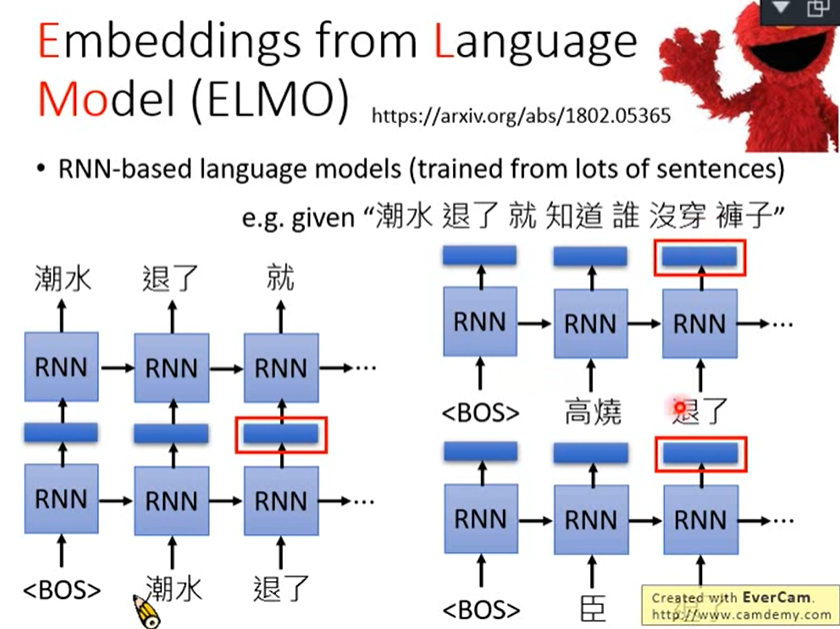 Embeddings from Language
Model (ELMO) https://arxiv.org/abs/1802.05365
• RNN-based language models (trained from lots of sentences)
e.g. given “潮水 退了 就 知道 誰 沒穿 褲子”
潮水 退了 就
RNN RNN RNN ...
RNN RNN RNN ...
<BOS> 潮水 退了
RNN RNN RNN ...
<BOS> 高燒 退了
RNN RNN RNN ...
<BOS> 臣
Created with EverCam.
http://www.camdemy.com